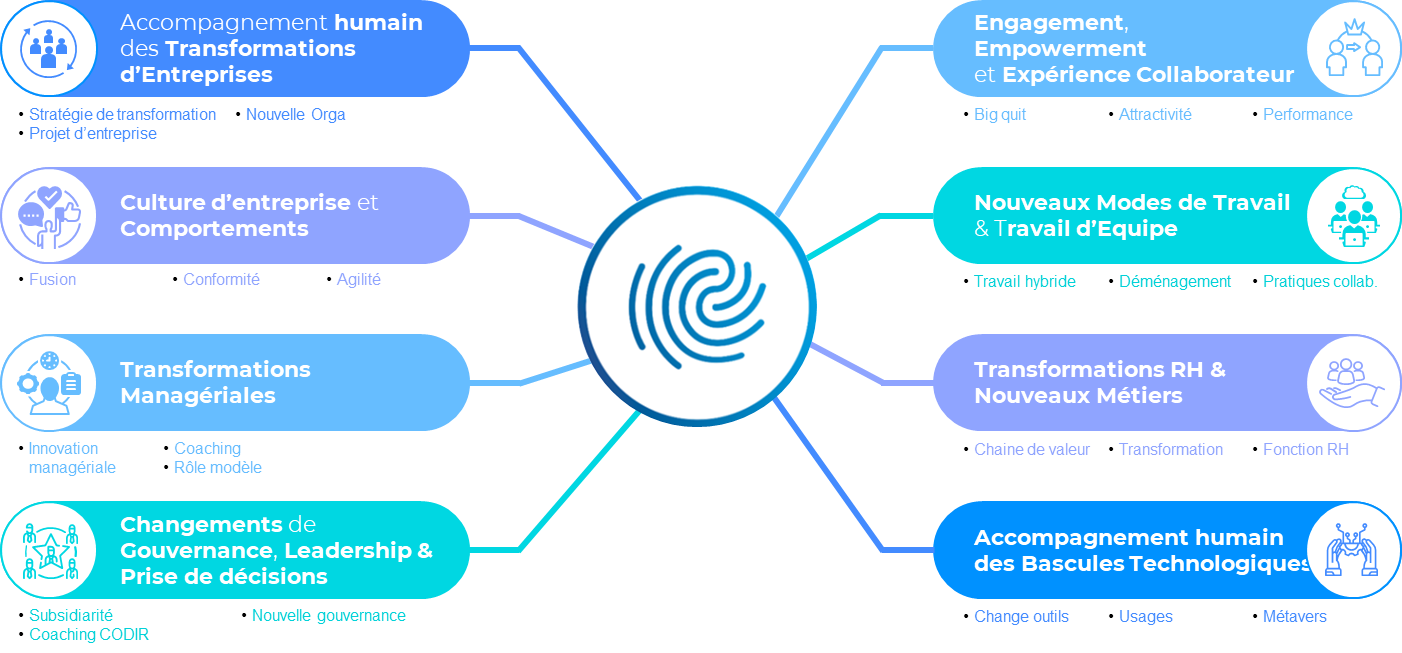 Accompagnement humain
des Transformations
d’Entreprises
• Stratégie de transformation • Nouvelle Orga
• Projet d’entreprise
Culture d’entreprise et
Comportements
• Fusion • Conformité • Agilité
Transformations
Managériales
• Innovation • Coaching
managériale • Rôle modèle
Changements de
Gouvernance, Leadership &
Prise de décisions
• Subsidiarité • Nouvelle gouvernance
• Coaching CODIR
Engagement,
Empowerment
et Expérience Collaborateur
• Big quit • Attractivité • Performance
Nouveaux Modes de Travail
& Travail d’Equipe
• Travail hybride • Déménagement • Pratiques collab.
Transformations RH &
Nouveaux Métiers
• Chaine de valeur • Transformation • Fonction RH
Accompagnement humain
des Bascules Technologiques
• Change outils • Usages • Métavers